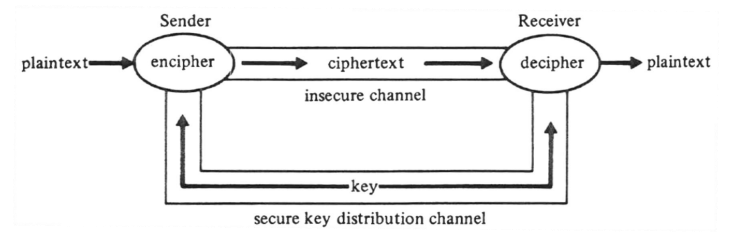 Sender Receiver
plaintext encipher ciphertext decipher plaintext
insecure channel
key
secure key distribution channel